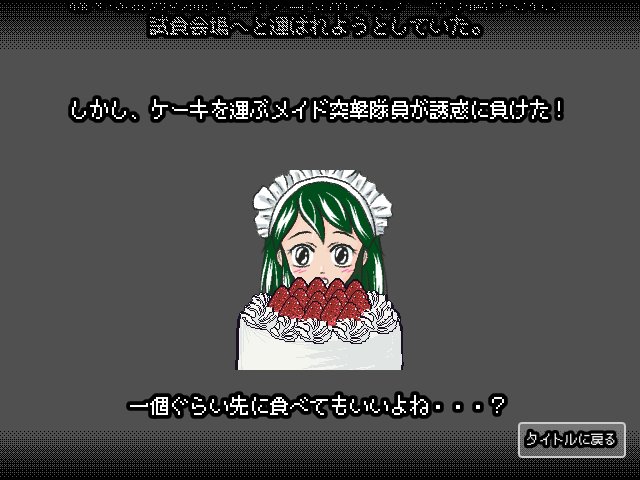 試食会場へと運ばれようとしていた。
しかし、ケーキを運ぶメイド突撃隊員が誘惑に負けた！
一個ぐらい先に食べてもいいよね・・・？
タイトルに戻る